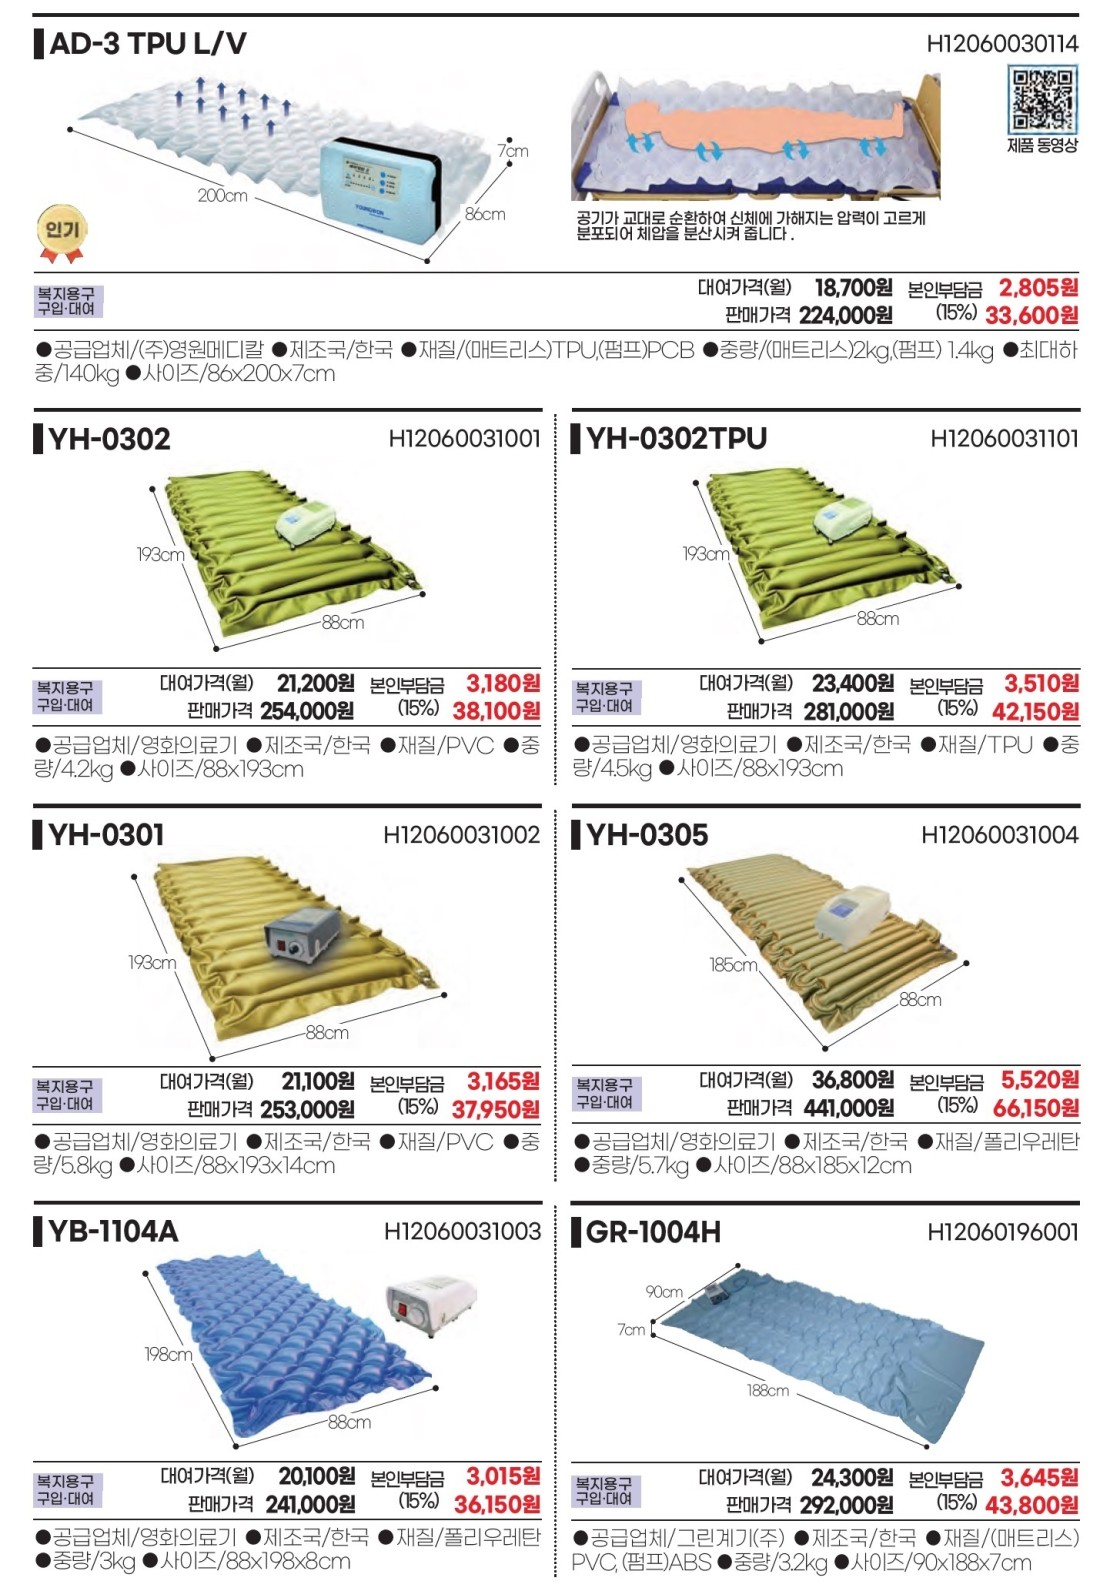 AD-3 TPU L/V
H12060030114
7cm
200cm
86cm
인기
제품 동영상
공기가 교대로 순환하여 신체에 가해지는 압력이 고르게
분포되어 체압을 분산시켜 줍니다 .
복지용구
구입·대여
대여가격(월) 18,700원 본인부담금 2,805원
판매가격 224,000원 (15%) 33,600원
●공급업체/(주)영원메디칼 ●제조국/한국 ●재질/(매트리스)TPU,(펌프)PCB ●중량/(매트리스)2kg,(펌프) 1.4kg ●최대하
중/140kg ●사이즈/86x200x7cm
YH-0302
H12060031001
193cm
88cm
복지용구
구입·대여
대여가격(월) 21,200원 본인부담금 3,180원
판매가격 254,000원 (15%) 38,100원
●공급업체/영화의료기 ●제조국/한국 ●재질/PVC ●중
량/4.2kg ●사이즈/88x193cm
YH-0302TPU
H12060031101
193cm
88cm
복지용구
구입·대여
대여가격(월) 23,400원 본인부담금 3,510원
판매가격 281,000원 (15%) 42,150원
●공급업체/영화의료기 ●제조국/한국 ●재질/TPU ●중
량/4.5kg ●사이즈/88x193cm
YH-0301
H12060031002
193cm
88cm
복지용구
구입·대여
대여가격(월) 21,100원 본인부담금 3,165원
판매가격 253,000원 (15%) 37,950원
●공급업체/영화의료기 ●제조국/한국 ●재질/PVC ●중
량/5.8kg ●사이즈/88x193x14cm
YH-0305
H12060031004
185cm
88cm
복지용구
구입·대여
대여가격(월) 36,800원 본인부담금 5,520원
판매가격 441,000원 (15%) 66,150원
●공급업체/영화의료기 ●제조국/한국 ●재질/폴리우레탄
●중량/5.7kg ●사이즈/88x185x12cm
YB-1104A
H12060031003
198cm
88cm
복지용구
구입·대여
대여가격(월) 20,100원 본인부담금 3,015원
판매가격 241,000원 (15%) 36,150원
●공급업체/영화의료기 ●제조국/한국 ●재질/폴리우레탄
●중량/3kg ●사이즈/88x198x8cm
GR-1004H
H12060196001
90cm
7cm
188cm
복지용구
구입·대여
대여가격(월) 24,300원 본인부담금 3,645원
판매가격 292,000원 (15%) 43,800원
●공급업체/그린계기(주) ●제조국/한국 ●재질/(매트리스)
PVC, (펌프)ABS ●중량/3.2kg ●사이즈/90x188x7cm